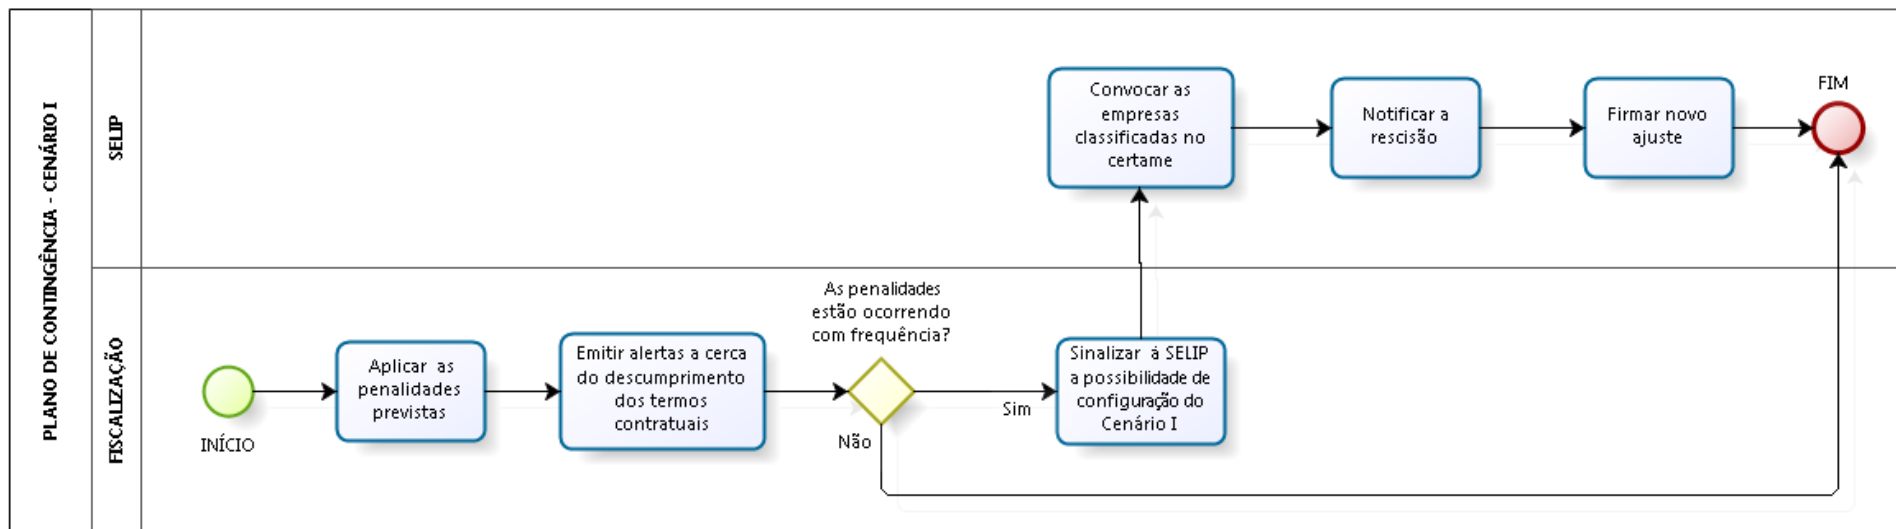 PLANO DE CONTINGÊNCIA - CENÁRIO I
SELIP
Convocar as
empresas
classificadas no
certame
Notificar a
rescisão
Firmar novo
ajuste
FIM
FISCALIZAÇÃO
INÍCIO
Aplicar as
penalidades
previstas
Emitir alertas a cerca
do descumprimento
dos termos
contratuais
As penalidades
estão ocorrendo
com frequência?
Não
Sim
Sinalizar á SELIP
a possibilidade de
configuração do
Cenário I